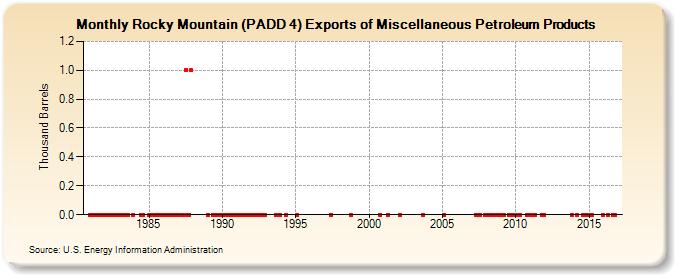 Monthly Rocky Mountain (PADD 4) Exports of Miscellaneous Petroleum Products
Thousand Barrels
1.2
1.0
0.8
0.6
0.4
0.2
0.0
1985 1990 1995 2000 2005 2010 2015
Source: U.S. Energy Information Administration